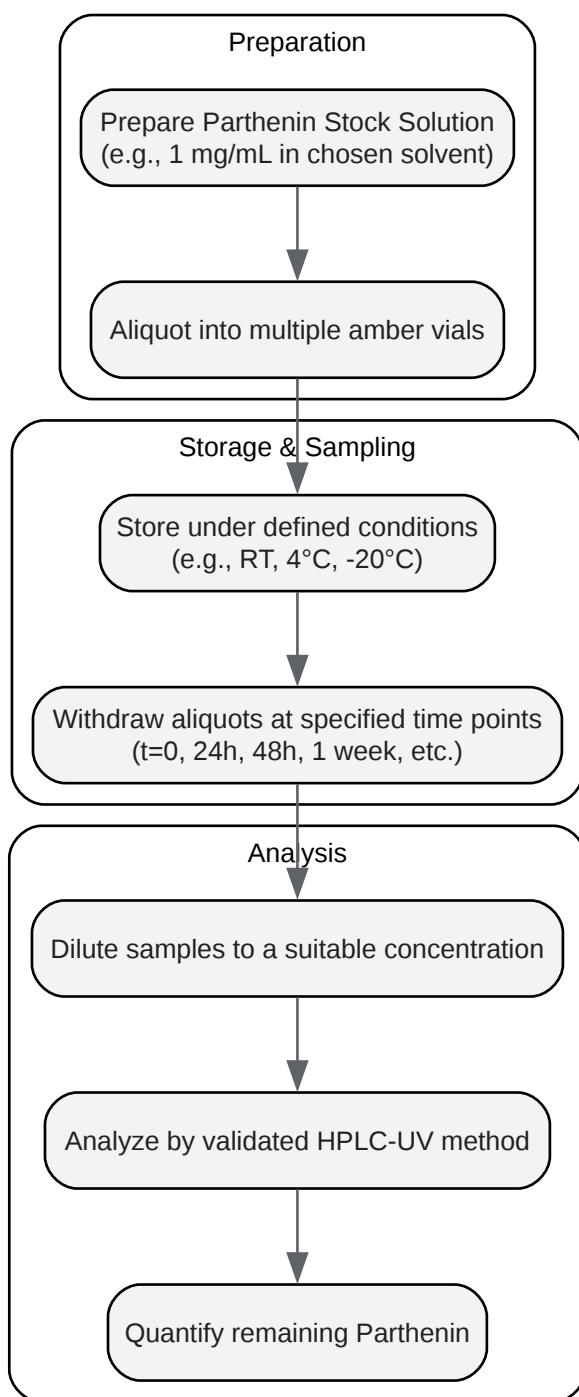 Preparation
Prepare Parthenin Stock Solution
(e.g., 1 mg/mL in chosen solvent)
Aliquot into multiple amber vials
Storage & Sampling
Store under defined conditions
(e.g., RT, 4°C, -20°C)
Withdraw aliquots at specified time points
(t=0, 24h, 48h, 1 week, etc.)
Analysis
Dilute samples to a suitable concentration
Analyze by validated HPLC-UV method
Quantify remaining Parthenin